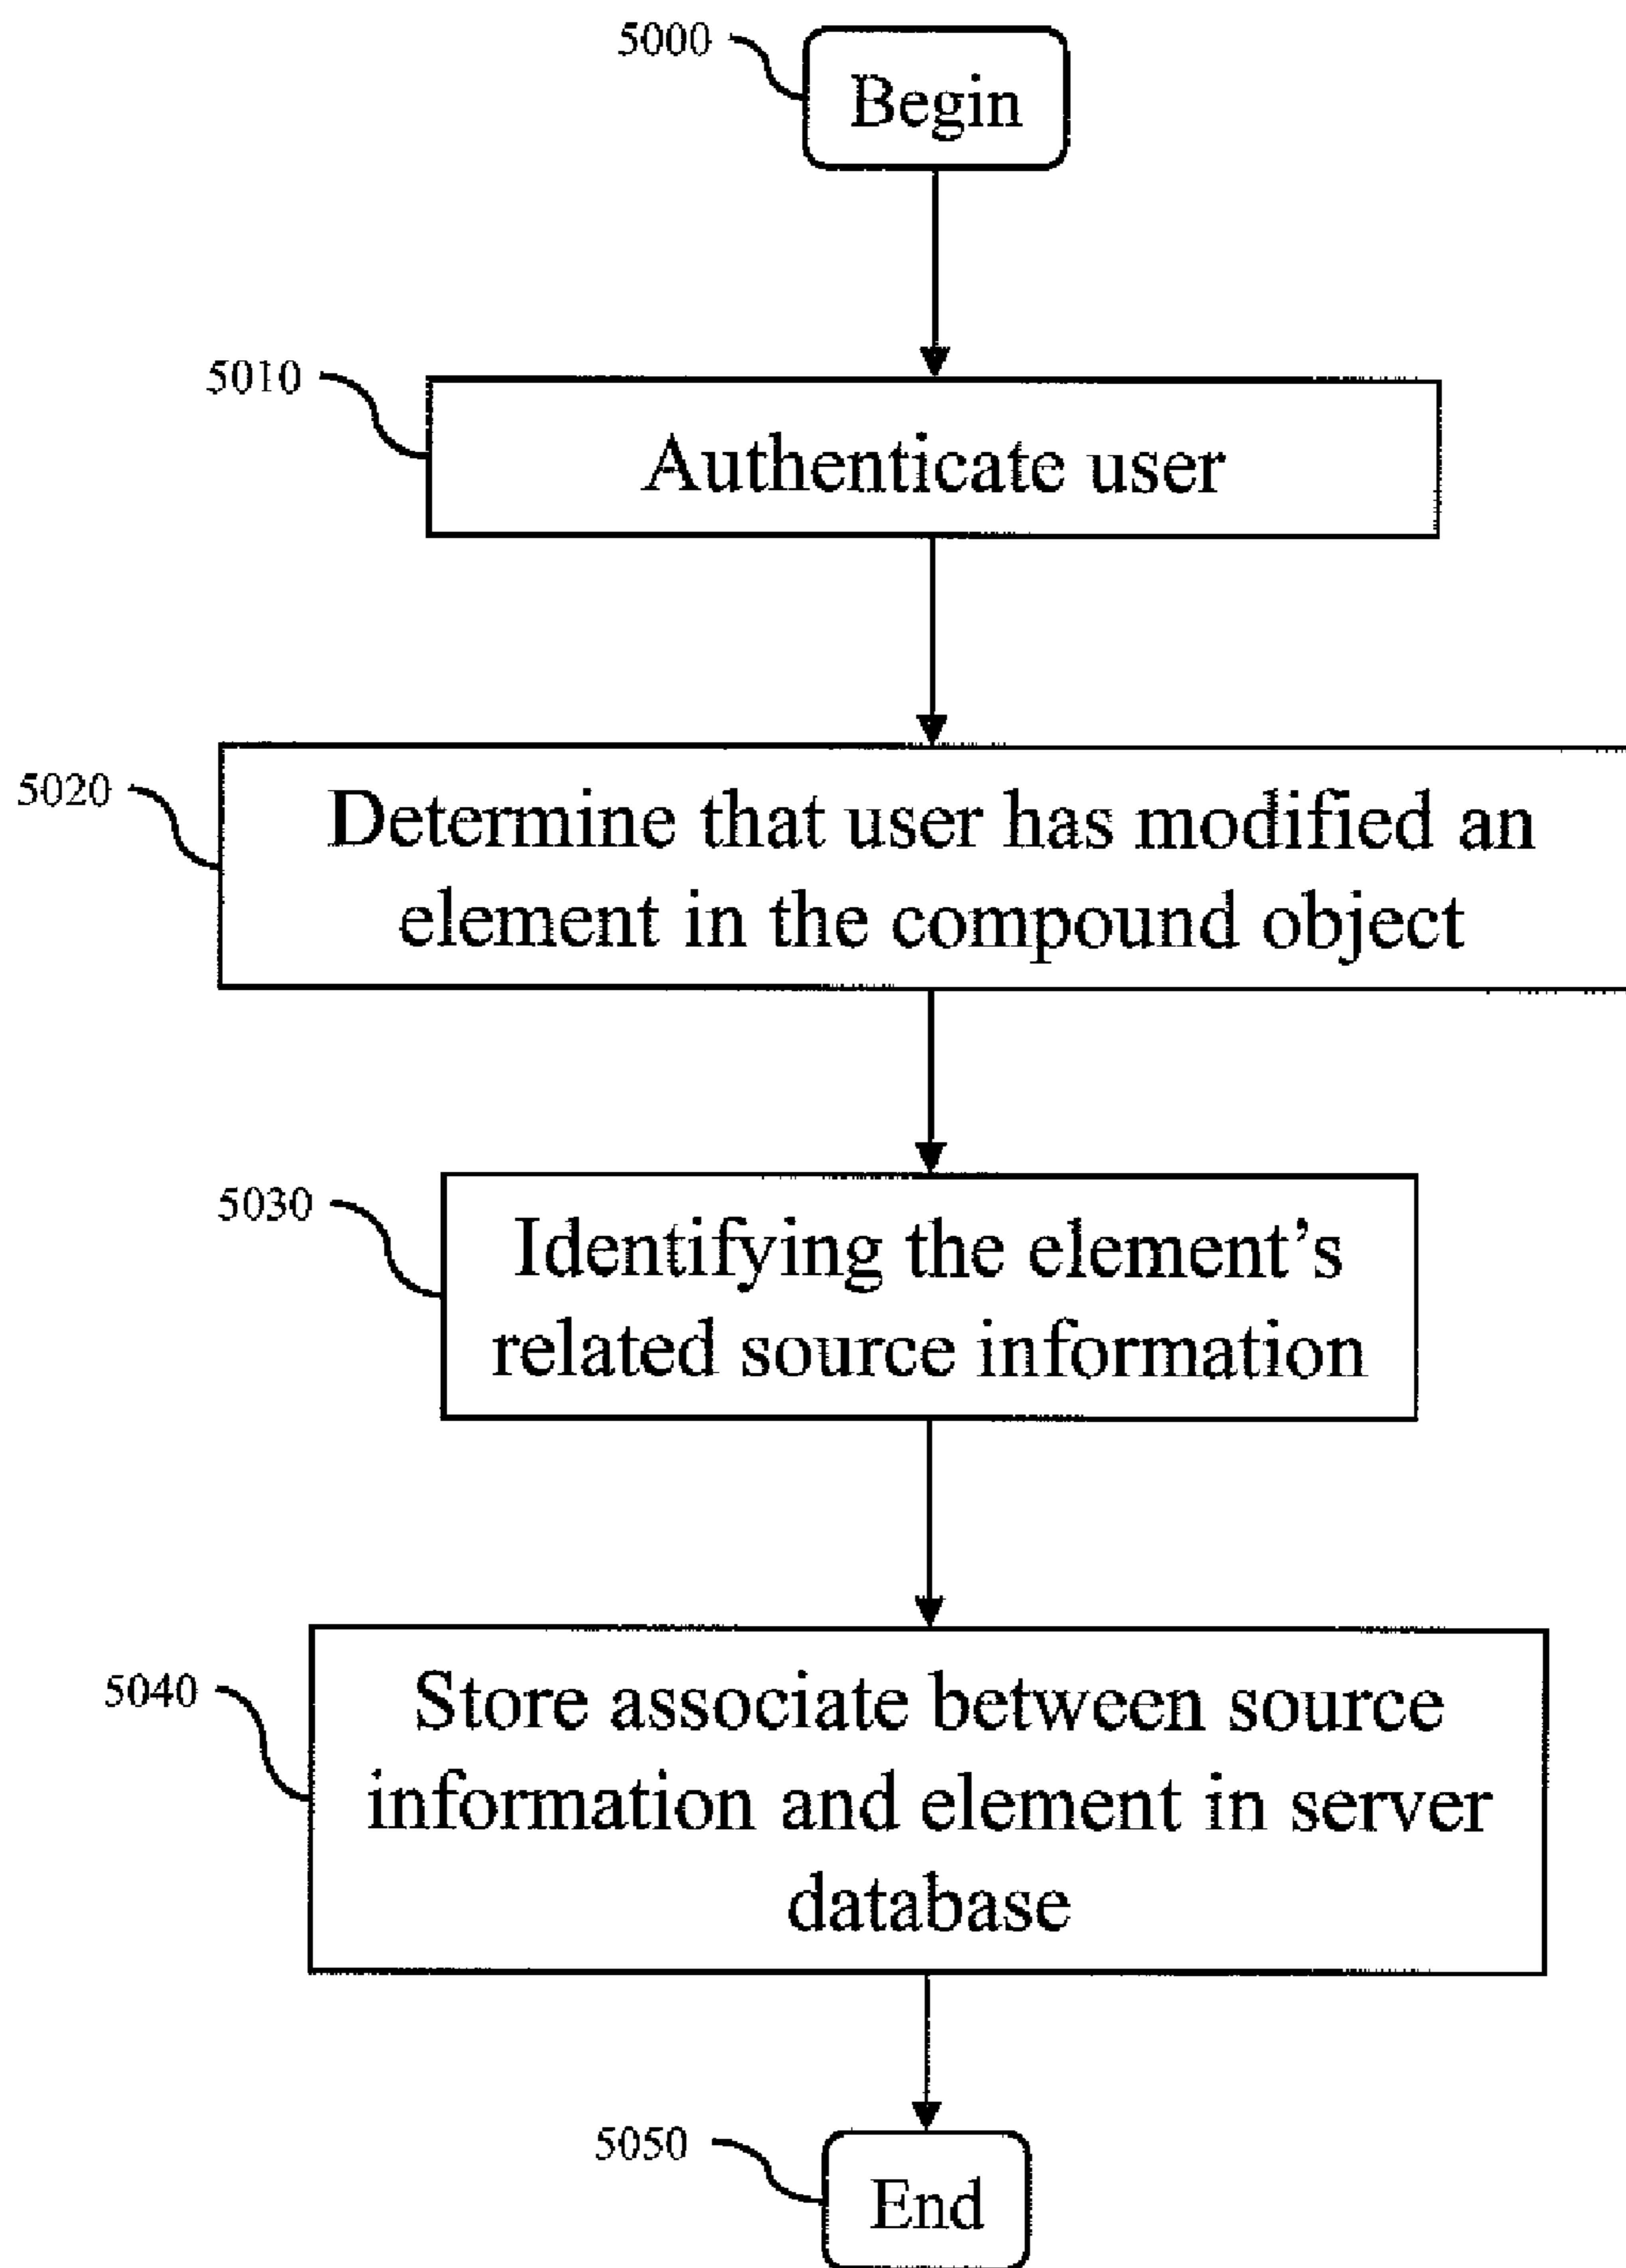 5000
Begin
5010
Authenticate user
5020
Determine that user has modified an
element in the compound object
5030
Identifying the element’s
related source information
5040
Store associate between source
information and element in server
database
5050
End